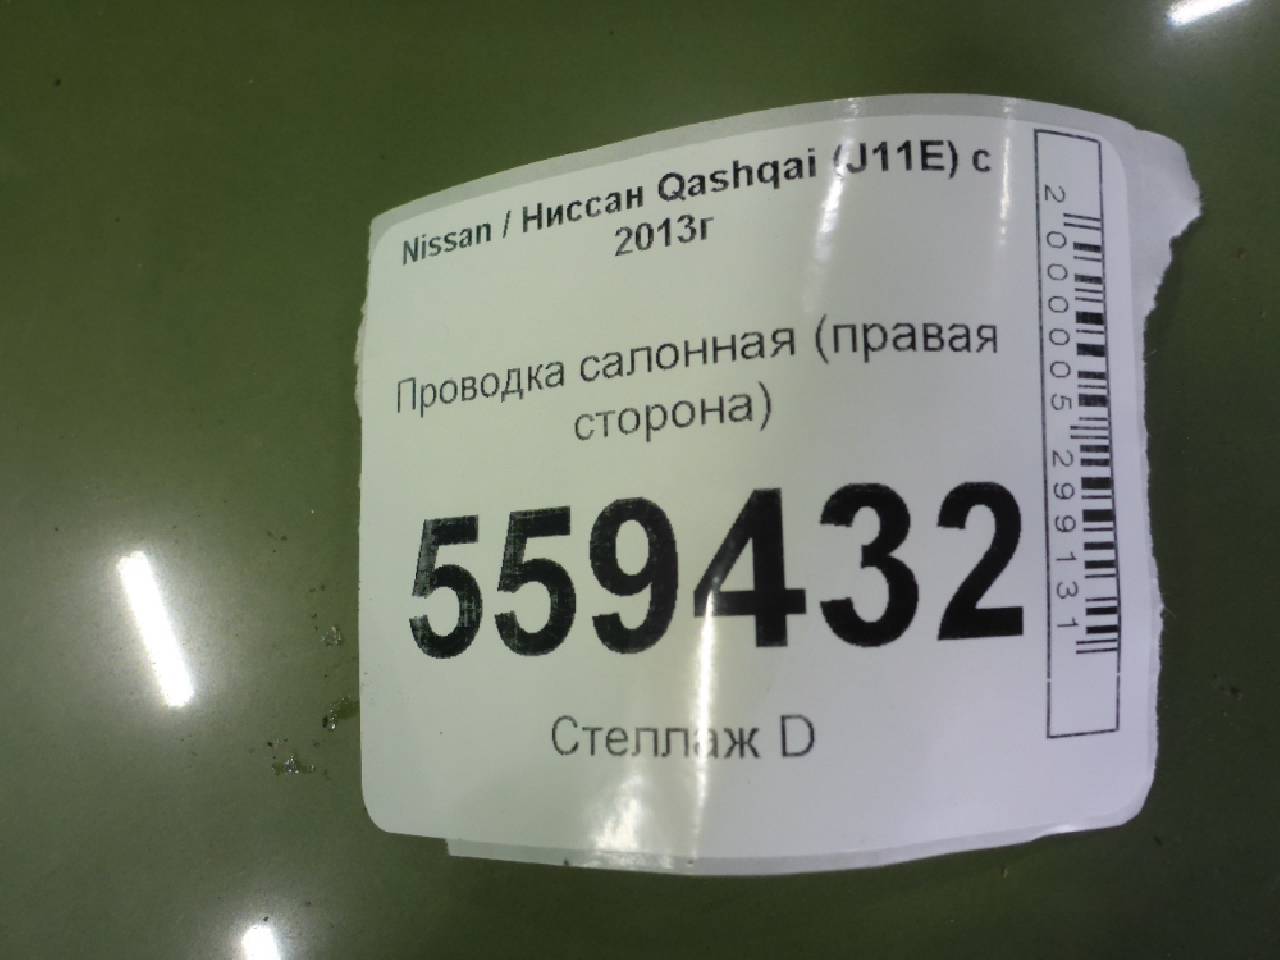 Nissan / Ниссан Qashqai (J11E) с
2013г
Проводка салонная (правая
сторона)
559432
Стеллаж D
2000005299131